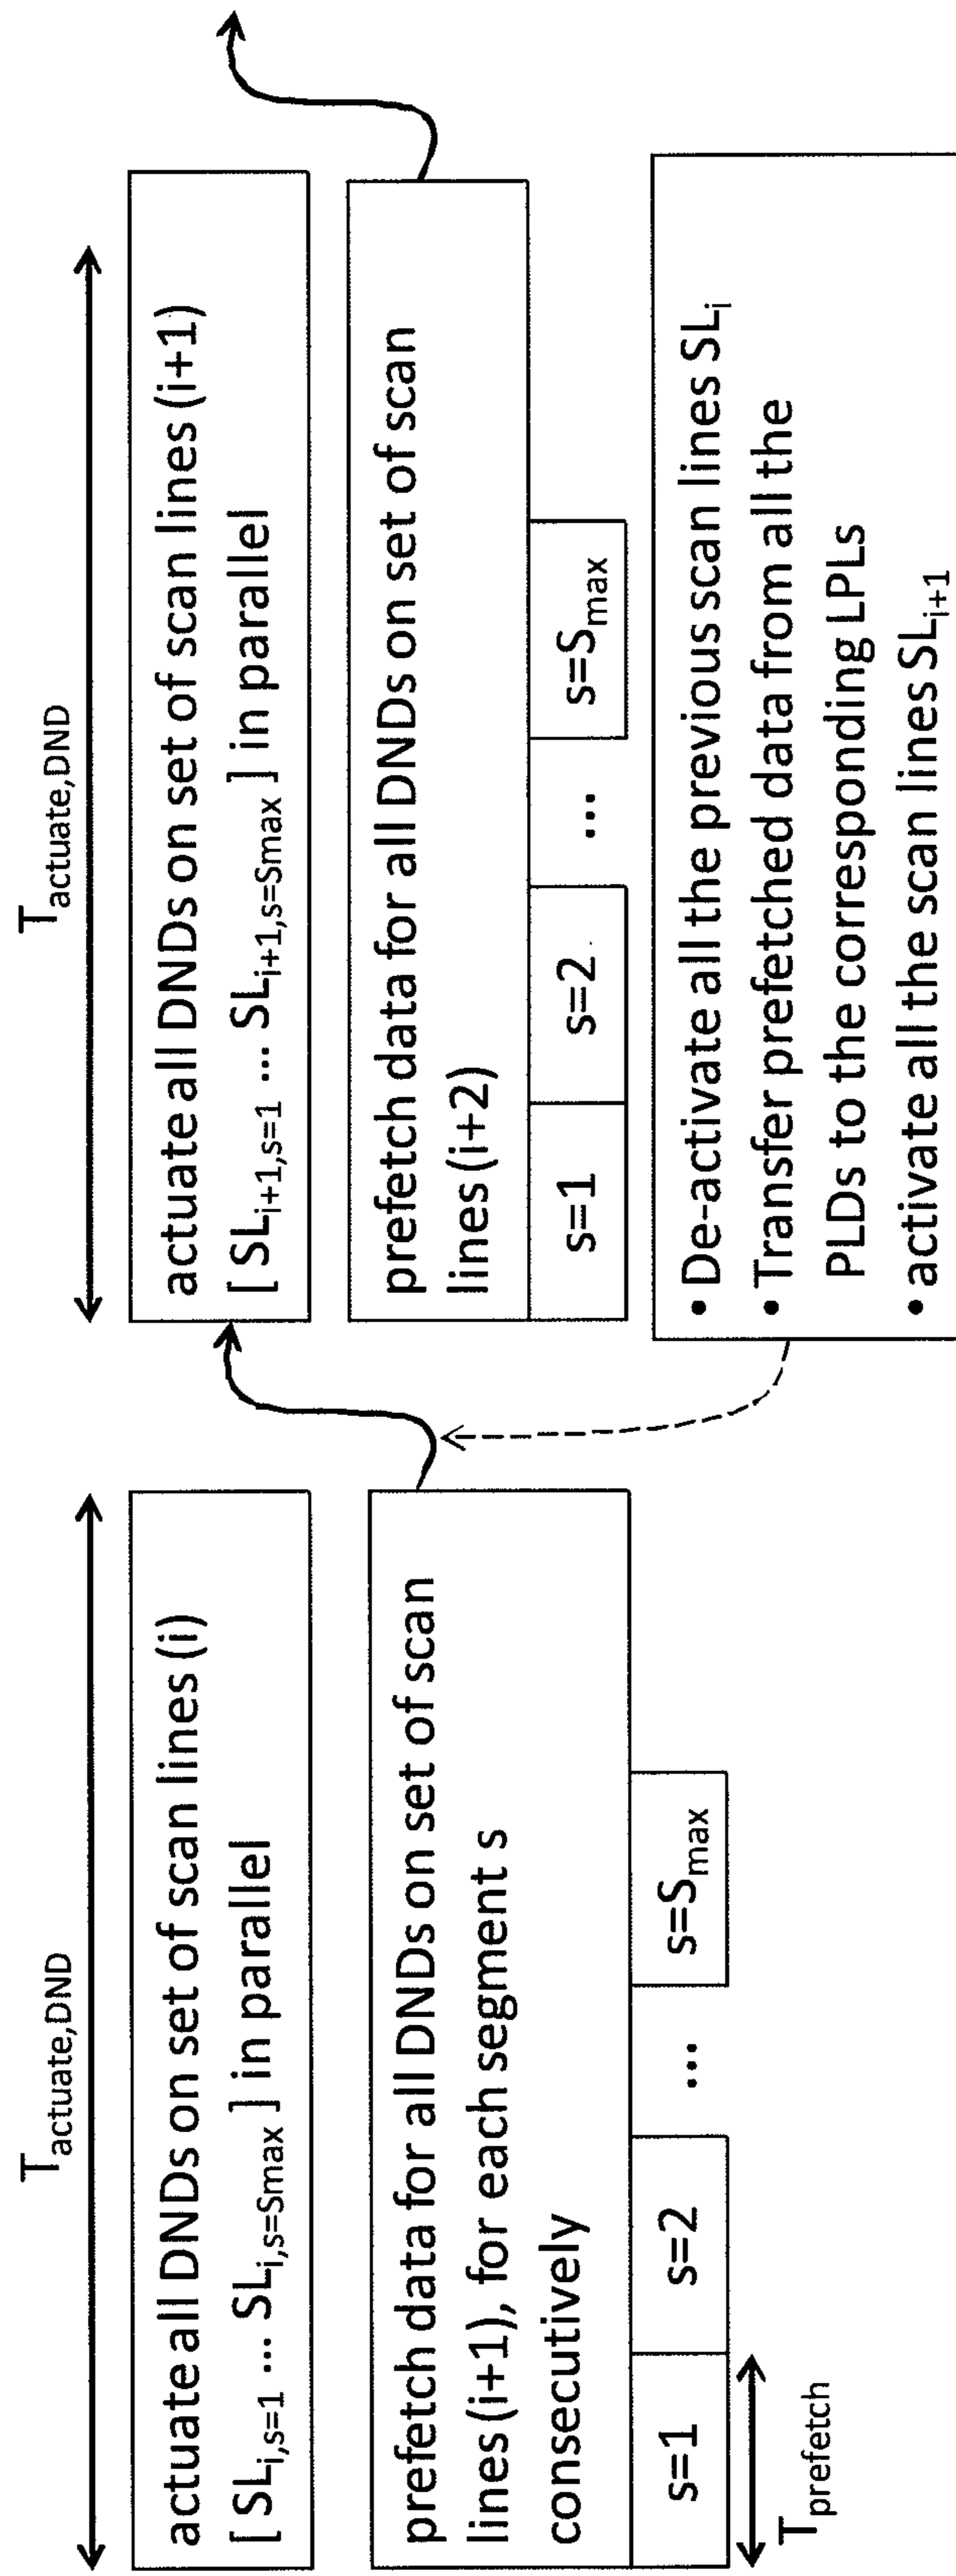 T_actuate,DND
actuate all DNDs on set of scan lines (i)
[ SL_i,s=1 ... SL_i,s=Smax ] in parallel
prefetch data for all DNDs on set of scan
lines (i+1), for each segment s
consecutively
s=1 s=2 ... s=S_max
T_prefetch
T_actuate,DND
actuate all DNDs on set of scan lines (i+1)
[ SL_i+1,s=1 ... SL_i+1,s=Smax ] in parallel
prefetch data for all DNDs on set of scan
lines (i+2)
s=1 s=2 ... s=S_max
• De-activate all the previous scan lines SL_i
• Transfer prefetched data from all the
PLDs to the corresponding LPLs
• activate all the scan lines SL_i+1